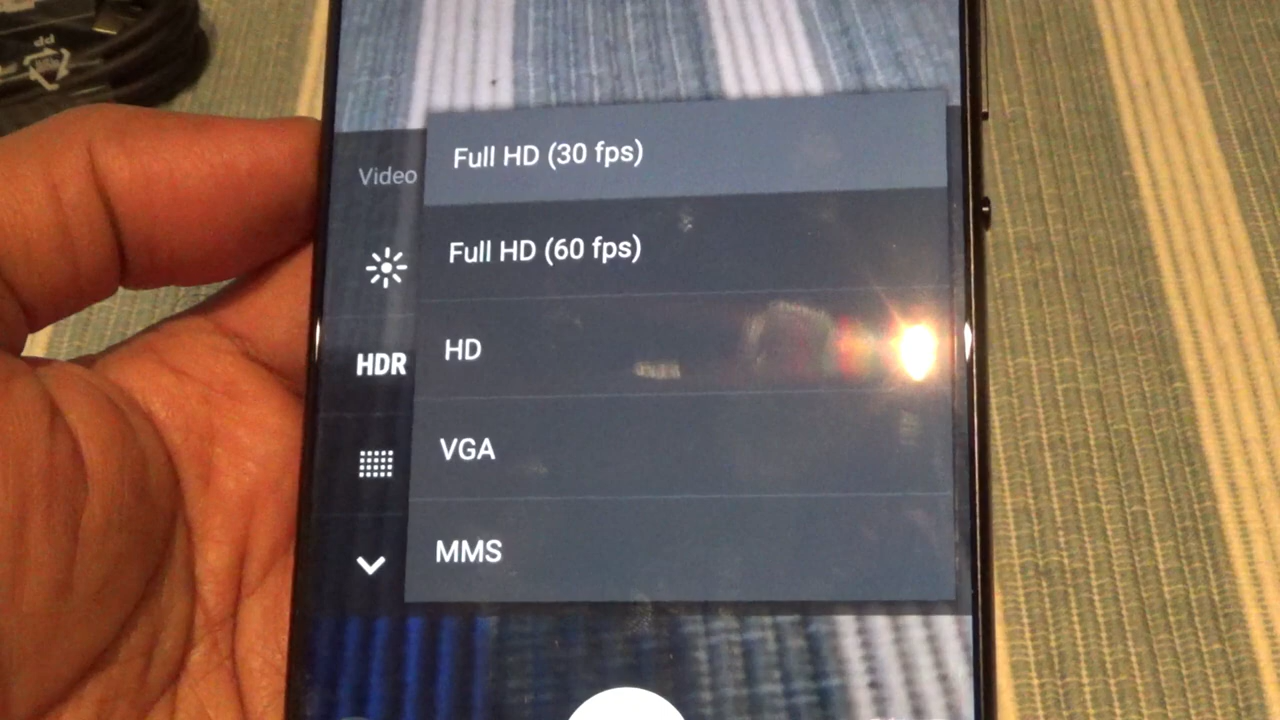 Full HD (30 fps)
Video
Full HD (60 fps)
HD
HDR
VGA
MMS